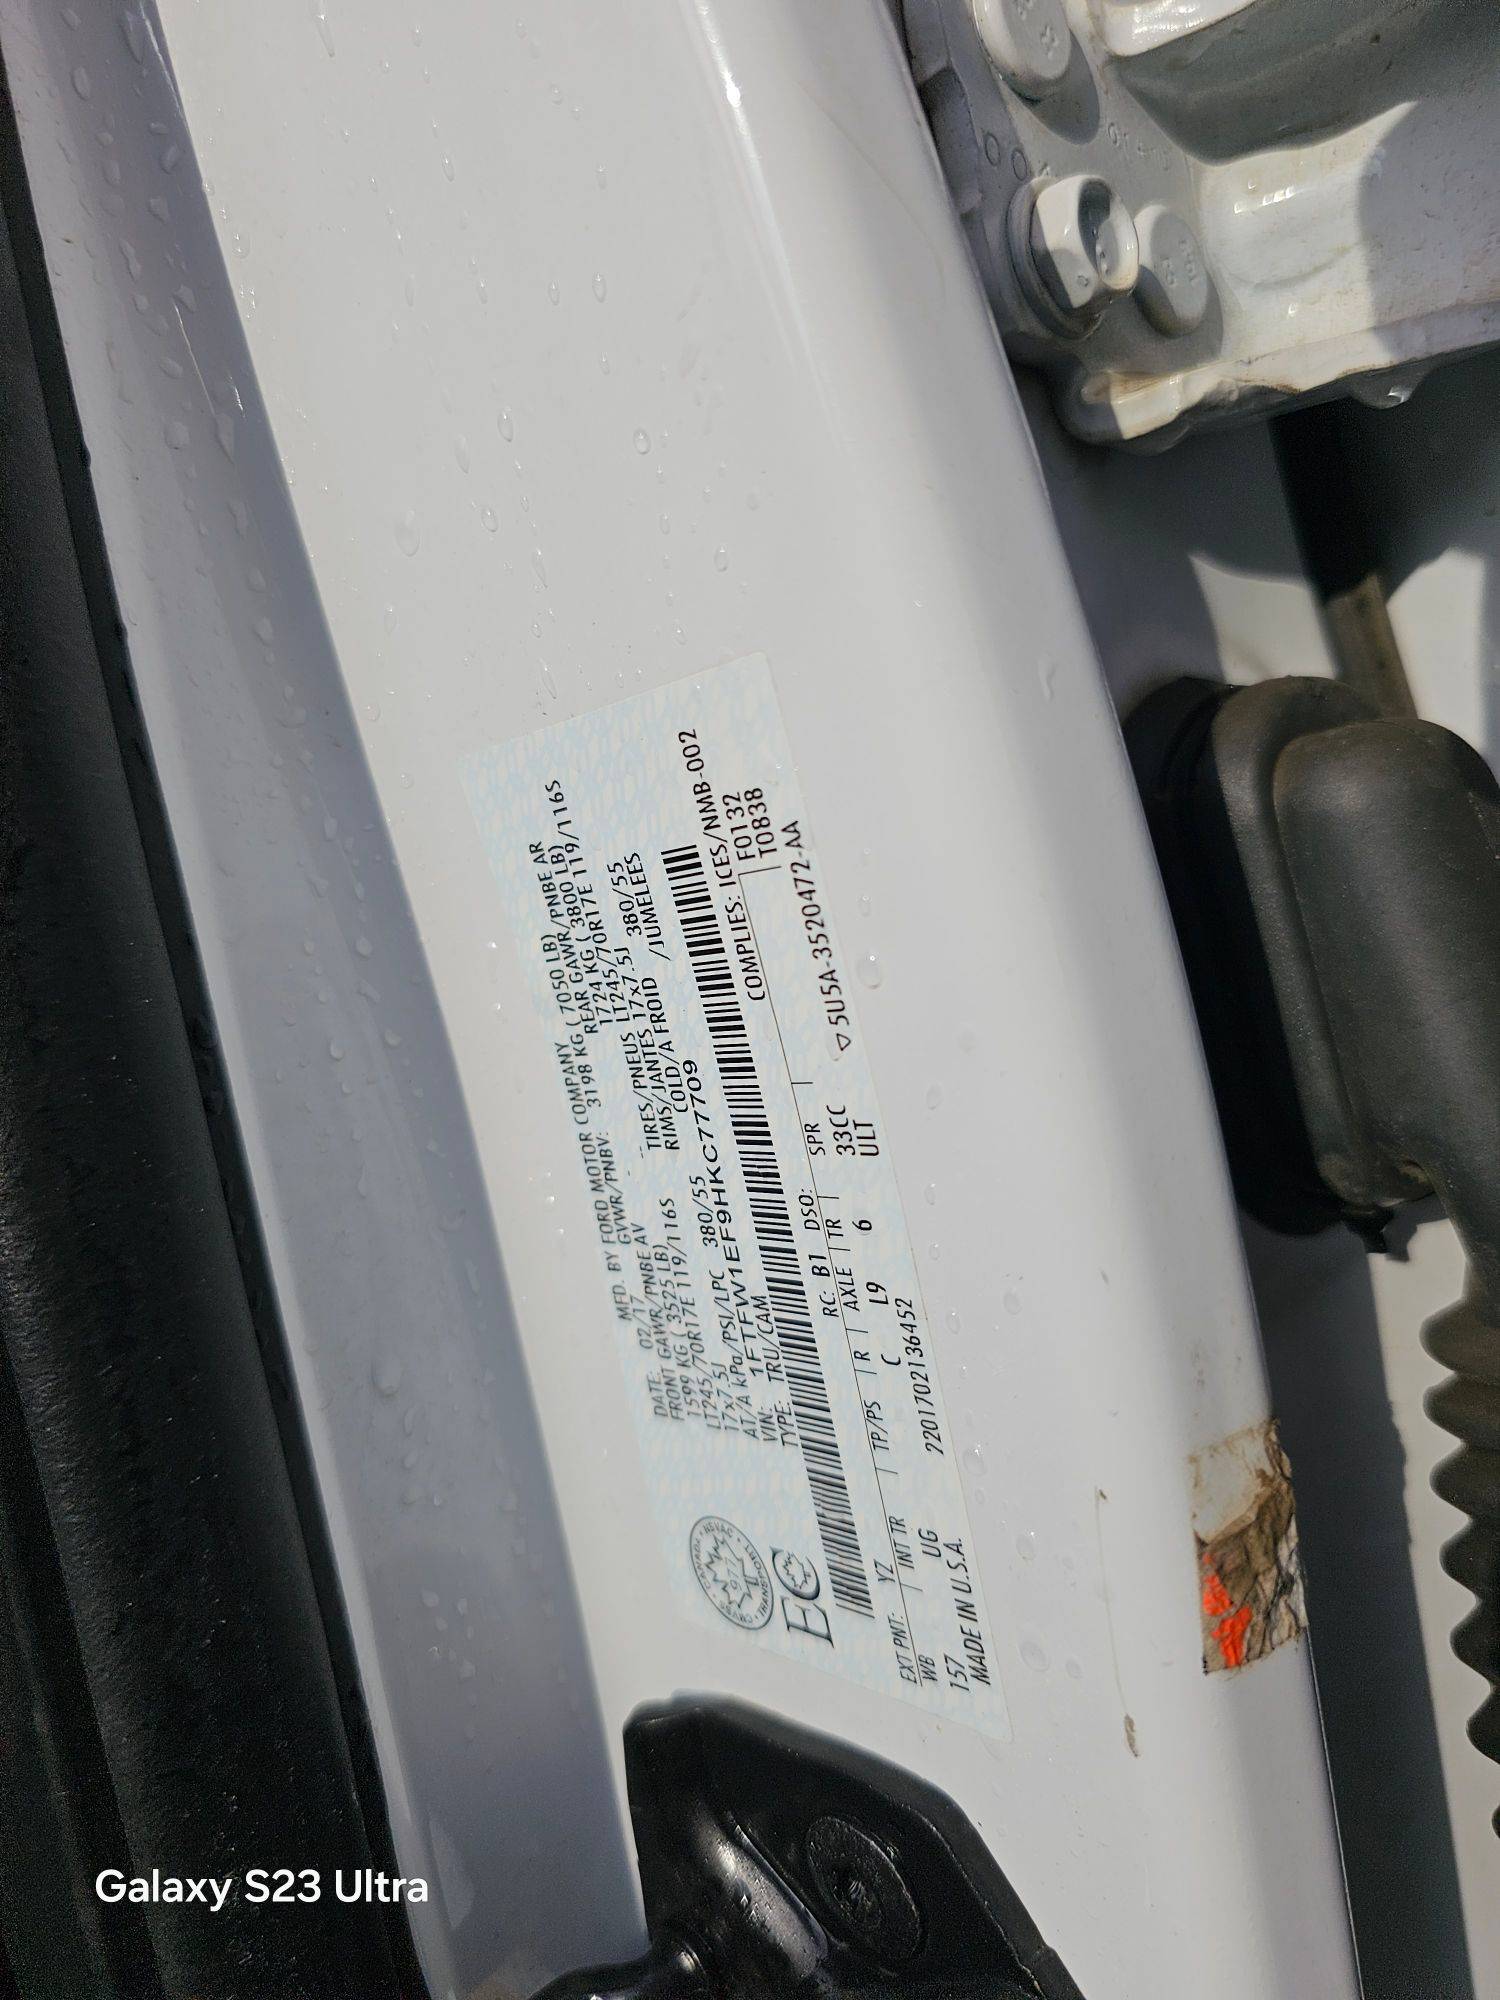 MFD. BY FORD MOTOR COMPANY
DATE: 02/17 GVWR/PNBV: 3198 KG ( 7050 LB)
FRONT GAWR/PNBE AV REAR GAWR/PNBE AR
1599 KG ( 3525 LB) 1724 KG ( 3800 LB)
LT245/70R17E 119/116S TIRES/PNEUS LT245/70R17E 119/116S
17x7.5J RIMS/JANTES 17x7.5J
AT/A kPa/PSI/LPC 380/55 COLD/A FROID 380/55
VIN: 1FTFW1EF9HKC77709 /JUMELEES
TYPE: TRU/CAM
COMPLIES: ICES/NMB-002
F0132
T0838
RC: B1 DSO:
EXT PNT: YZ
WB INT TR TP/PS R AXLE TR SPR
157 UG C L9 6 33CC
ULT
5U5A-3520472-AA
MADE IN U.S.A. 2201702136452
EC
CANADA
TRANSPORT
977
Galaxy S23 Ultra